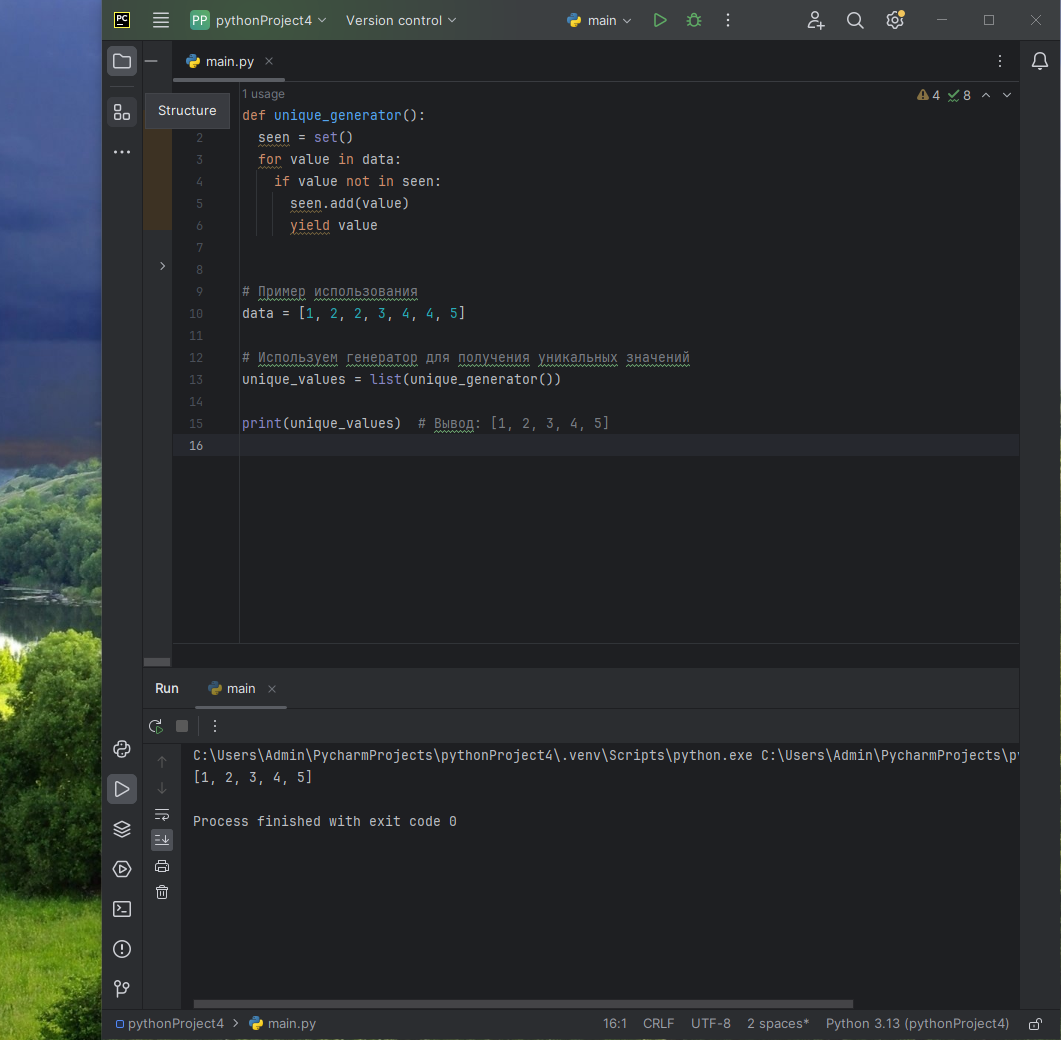 PC
PP pythonProject4 Version control main
main.py
Structure
1 usage
4 8
def unique_generator():
2 seen = set()
3 for value in data:
4 if value not in seen:
5 seen.add(value)
6 yield value
7
8
9 # Пример использования
10 data = [1, 2, 2, 3, 4, 4, 5]
11
12 # Используем генератор для получения уникальных значений
13 unique_values = list(unique_generator())
14
15 print(unique_values)  # Вывод: [1, 2, 3, 4, 5]
16
Run main
C:\Users\Admin\PycharmProjects\pythonProject4\.venv\Scripts\python.exe C:\Users\Admin\PycharmProjects\py
[1, 2, 3, 4, 5]
Process finished with exit code 0
pythonProject4 > main.py 16:1 CRLF UTF-8 2 spaces* Python 3.13 (pythonProject4)